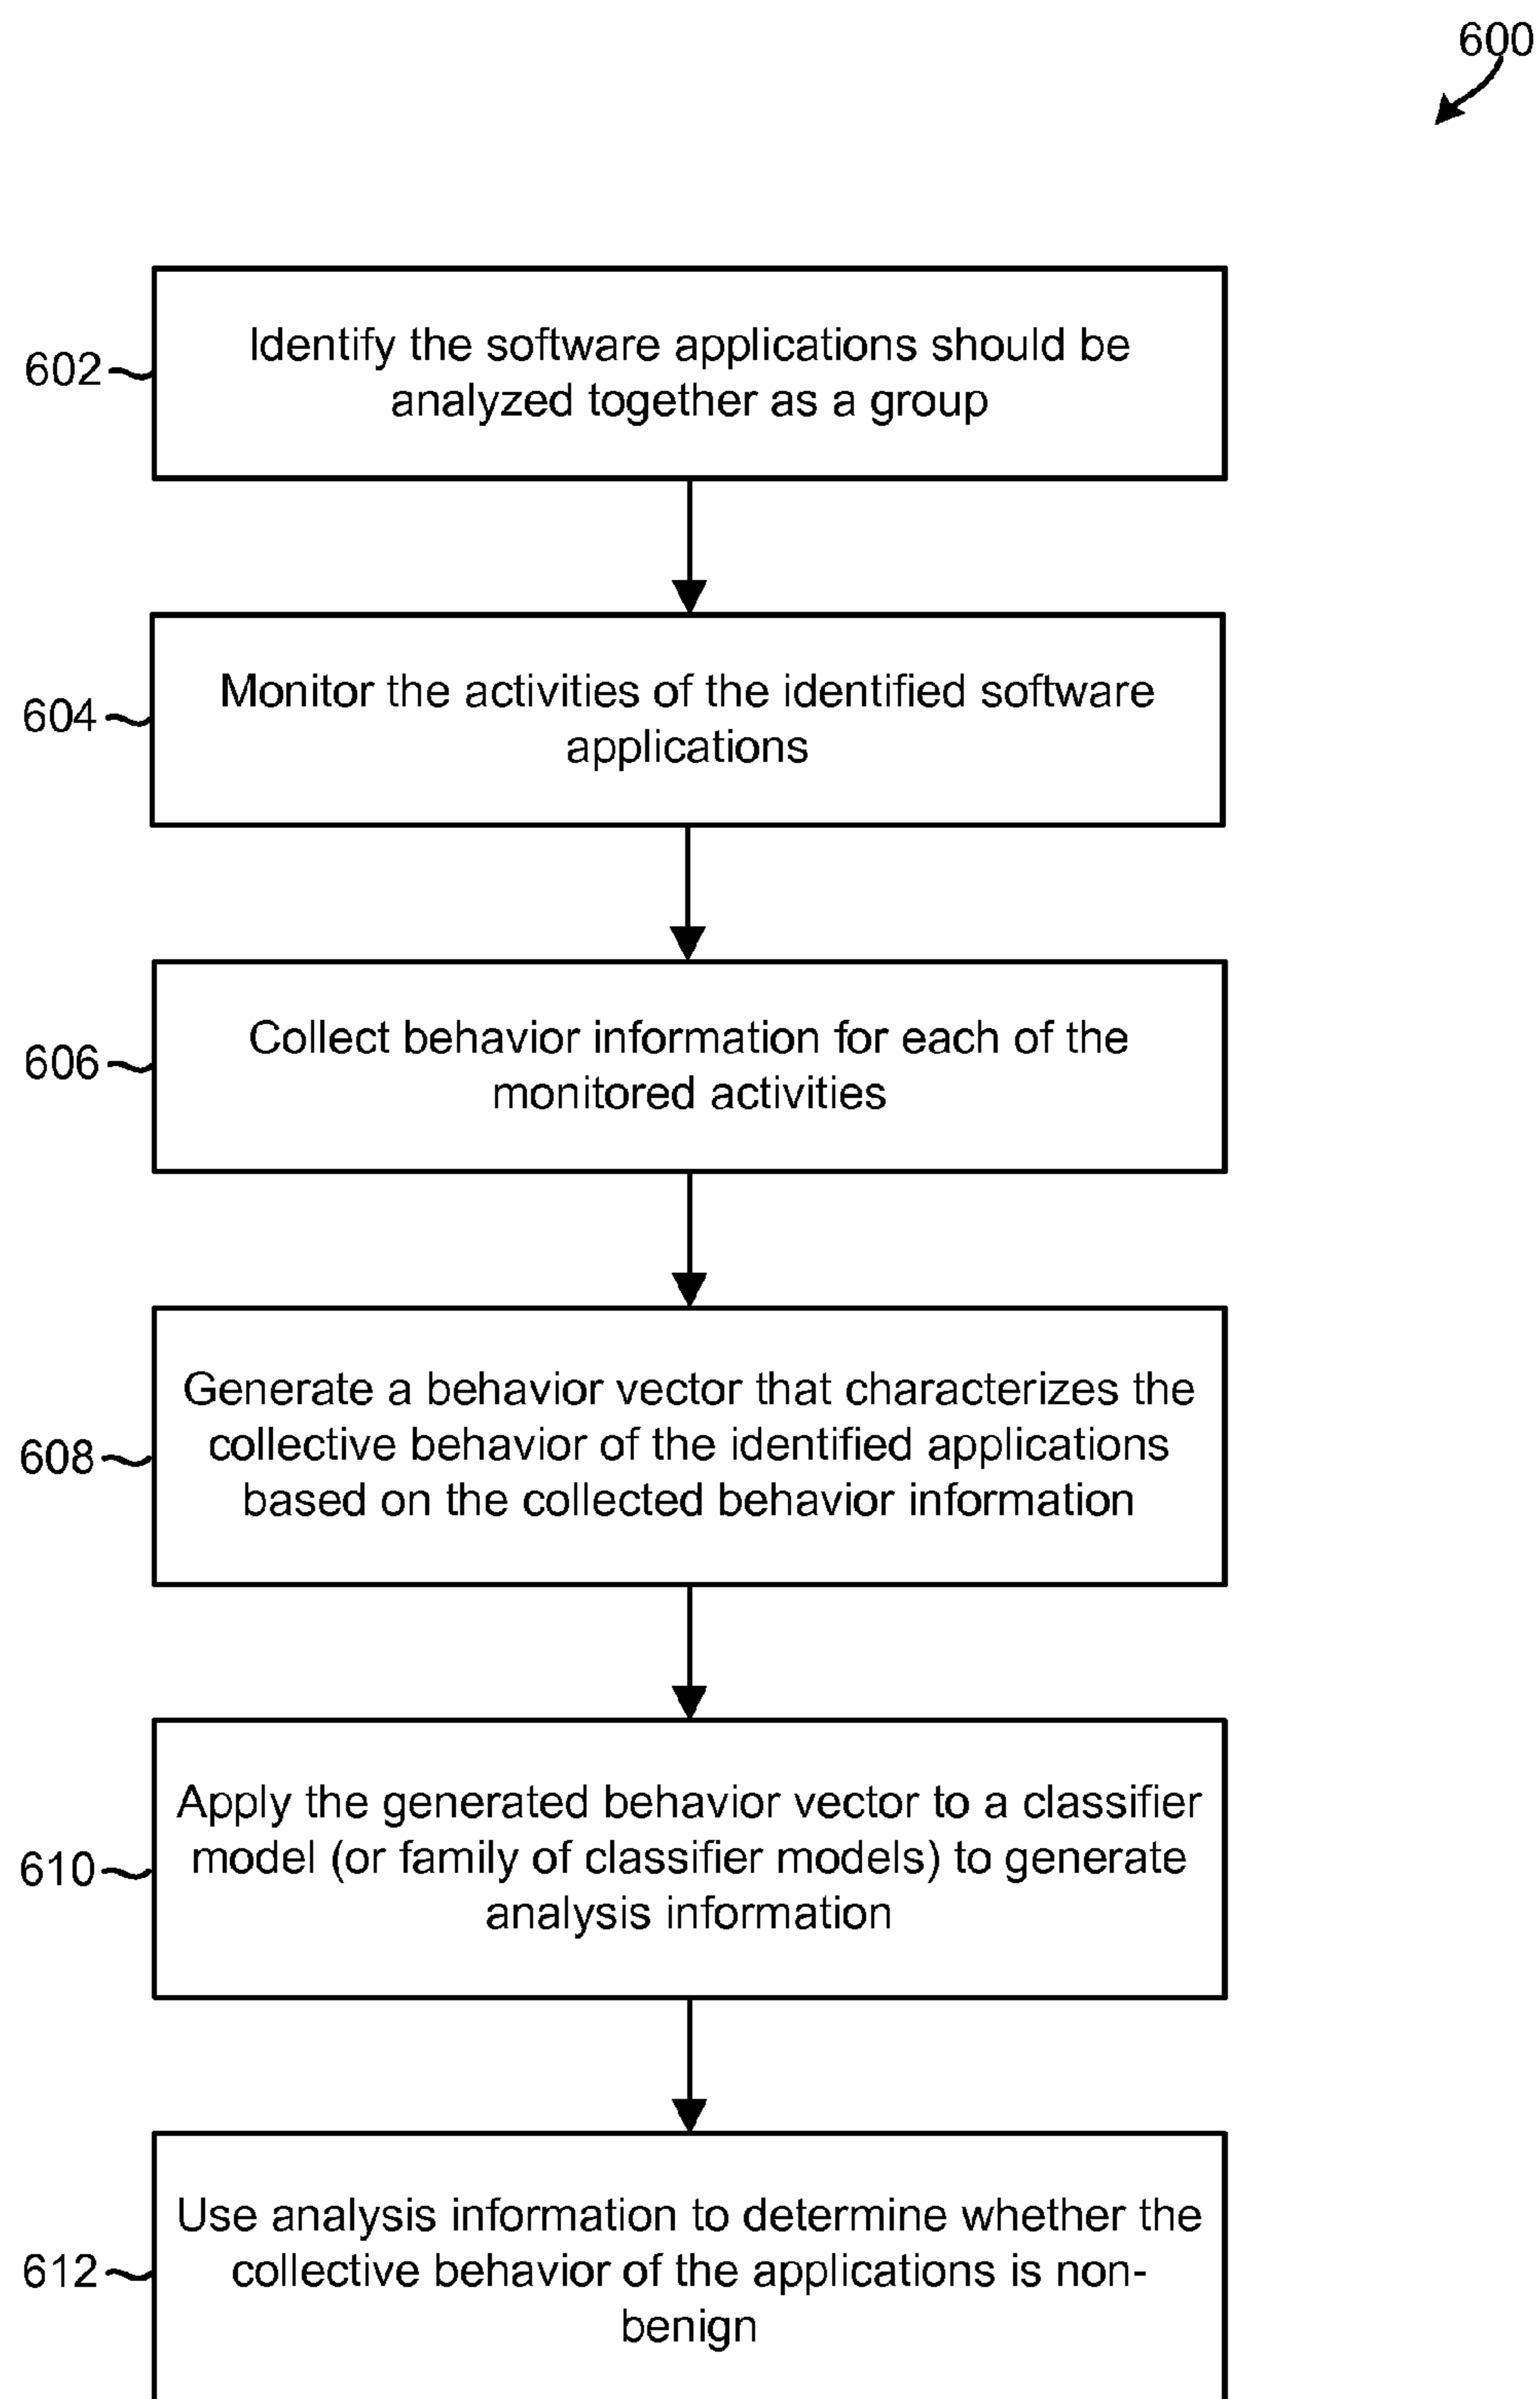 600
602
Identify the software applications should be
analyzed together as a group
604
Monitor the activities of the identified software
applications
606
Collect behavior information for each of the
monitored activities
608
Generate a behavior vector that characterizes the
collective behavior of the identified applications
based on the collected behavior information
610
Apply the generated behavior vector to a classifier
model (or family of classifier models) to generate
analysis information
612
Use analysis information to determine whether the
collective behavior of the applications is non-
benign